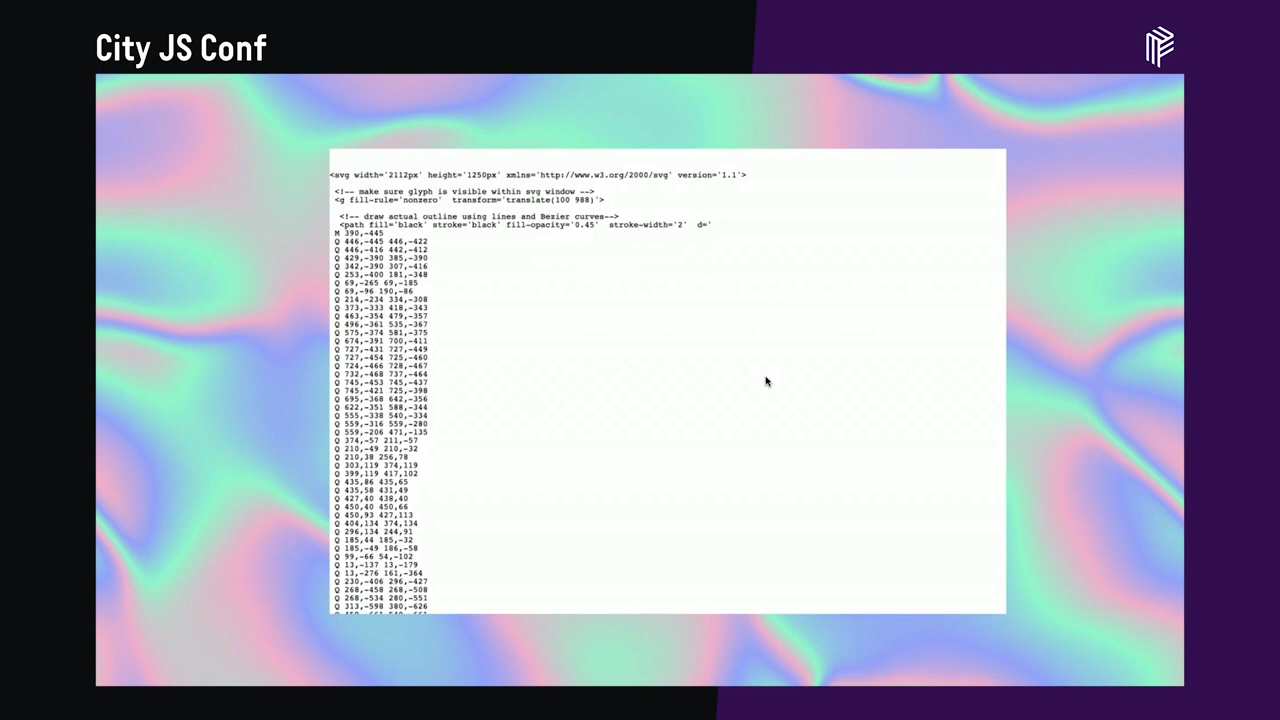 City JS Conf
<svg width='2112px' height='1250px' xmlns='http://www.w3.org/2000/svg' version='1.1'>
<!-- make sure glyph is visible within svg window -->
<g fill-rule='nonzero'  transform='translate(100 988)'>
<!-- draw actual outline using lines and Bezier curves-->
<path fill='black' stroke='black' fill-opacity='0.45'  stroke-width='2'  d='
M 390,-445
Q 446,-445 446,-422
Q 446,-416 442,-412
Q 429,-390 385,-390
Q 342,-390 307,-416
Q 253,-400 181,-348
Q 69,-265 69,-185
Q 69,-96 190,-86
Q 214,-234 334,-308
Q 373,-333 418,-343
Q 463,-354 479,-357
Q 496,-361 535,-367
Q 575,-374 581,-375
Q 674,-391 700,-411
Q 727,-431 727,-449
Q 727,-454 725,-460
Q 724,-466 728,-467
Q 732,-468 737,-464
Q 745,-453 745,-437
Q 745,-421 725,-398
Q 695,-368 642,-356
Q 622,-351 588,-344
Q 555,-338 540,-334
Q 559,-316 559,-280
Q 559,-206 471,-135
Q 374,-57 211,-57
Q 210,-49 210,-32
Q 210,38 256,78
Q 303,119 374,119
Q 399,119 417,102
Q 435,86 435,65
Q 435,58 431,49
Q 427,40 438,40
Q 450,40 450,66
Q 450,93 427,113
Q 404,134 374,134
Q 296,134 244,91
Q 185,44 185,-32
Q 185,-49 186,-58
Q 99,-66 54,-102
Q 13,-137 13,-179
Q 13,-276 161,-364
Q 230,-406 296,-427
Q 268,-458 268,-508
Q 268,-534 280,-551
Q 313,-598 380,-626